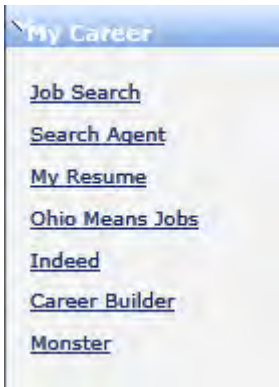 My Career
Job Search
Search Agent
My Resume
Ohio Means Jobs
Indeed
Career Builder
Monster